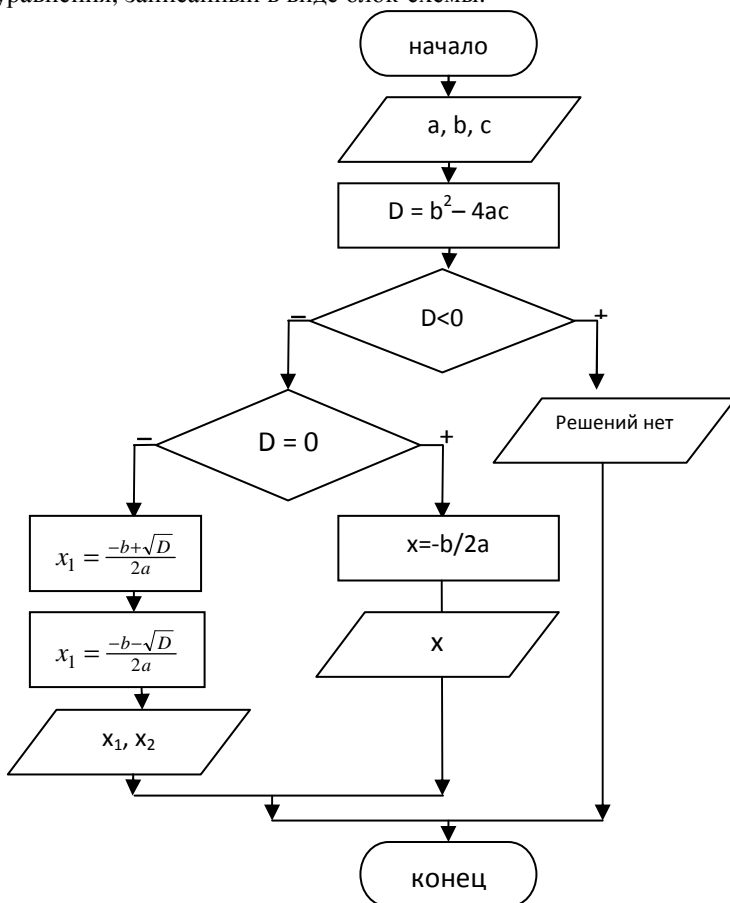 уравнения, записанный в виде блок-схемы.
начало
a, b, c
D = b² – 4ac
D<0
–
+
Решений нет
D = 0
–
+
x₁ = (-b+√D)/2a
x=-b/2a
x₁ = (-b-√D)/2a
x
x₁, x₂
конец